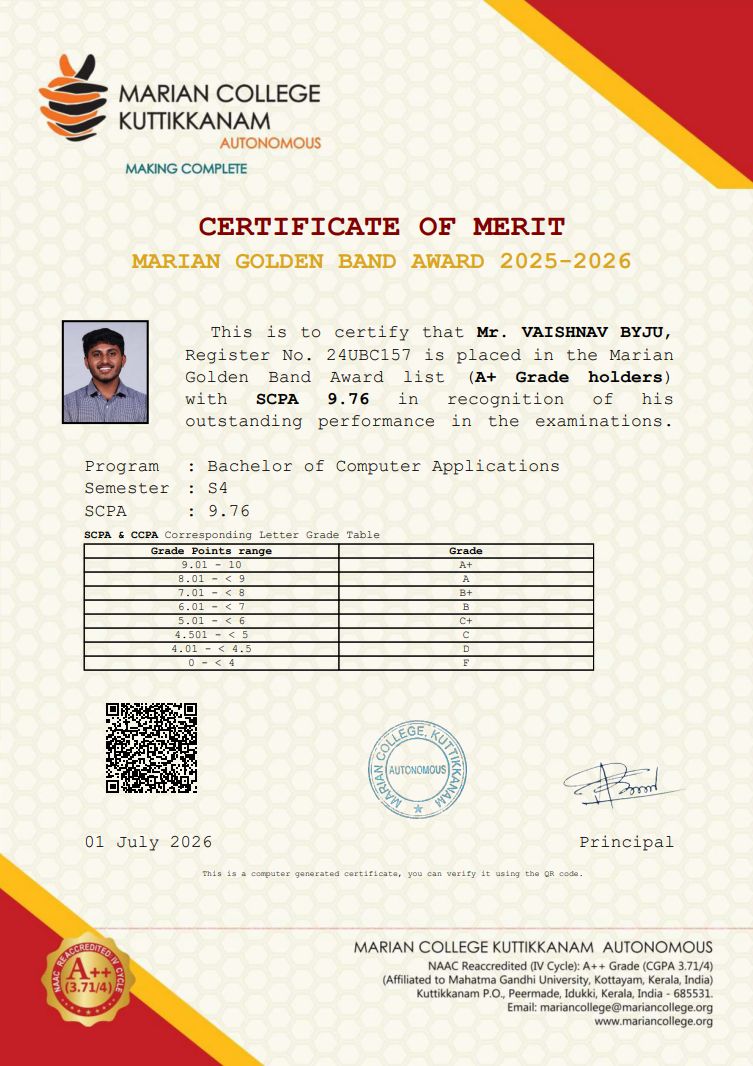 MARIAN COLLEGE
KUTTIKKANAM
AUTONOMOUS
MAKING COMPLETE
CERTIFICATE OF MERIT
MARIAN GOLDEN BAND AWARD 2025-2026
This is to certify that Mr. VAISHNAV BYJU,
Register No. 24UBC157 is placed in the Marian
Golden Band Award list (A+ Grade holders)
with SCPA 9.76 in recognition of his
outstanding performance in the examinations.
Program : Bachelor of Computer Applications
Semester : S4
SCPA : 9.76
SCPA & CCPA Corresponding Letter Grade Table
Grade Points range Grade
9.01 - 10 A+
8.01 - < 9 A
7.01 - < 8 B+
6.01 - < 7 B
5.01 - < 6 C+
4.501 - < 5 C
4.01 - < 4.5 D
0 - < 4 F
MARIAN COLLEGE, KUTTIKKANAM
AUTONOMOUS
01 July 2026 Principal
This is a computer generated certificate, you can verify it using the QR code.
NAAC REACCREDITED IV CYCLE
A++
(3.71/4)
MARIAN COLLEGE KUTTIKKANAM AUTONOMOUS
NAAC Reaccredited (IV Cycle): A++ Grade (CGPA 3.71/4)
(Affiliated to Mahatma Gandhi University, Kottayam, Kerala, India)
Kuttikkanam P.O., Peermade, Idukki, Kerala, India - 685531.
Email: mariancollege@mariancollege.org
www.mariancollege.org